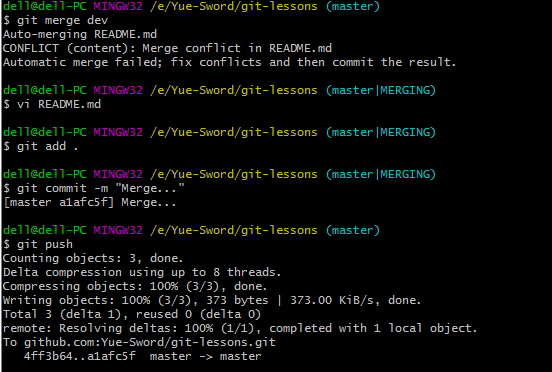 dell@dell-PC MINGW32 /e/Yue-Sword/git-lessons (master)
$ git merge dev
Auto-merging README.md
CONFLICT (content): Merge conflict in README.md
Automatic merge failed; fix conflicts and then commit the result.
dell@dell-PC MINGW32 /e/Yue-Sword/git-lessons (master|MERGING)
$ vi README.md
dell@dell-PC MINGW32 /e/Yue-Sword/git-lessons (master|MERGING)
$ git add .
dell@dell-PC MINGW32 /e/Yue-Sword/git-lessons (master|MERGING)
$ git commit -m "Merge..."
[master a1afc5f] Merge...
dell@dell-PC MINGW32 /e/Yue-Sword/git-lessons (master)
$ git push
Counting objects: 3, done.
Delta compression using up to 8 threads.
Compressing objects: 100% (3/3), done.
Writing objects: 100% (3/3), 373 bytes | 373.00 KiB/s, done.
Total 3 (delta 1), reused 0 (delta 0)
remote: Resolving deltas: 100% (1/1), completed with 1 local object.
To github.com:Yue-Sword/git-lessons.git
   4ff3b64..a1afc5f  master -> master